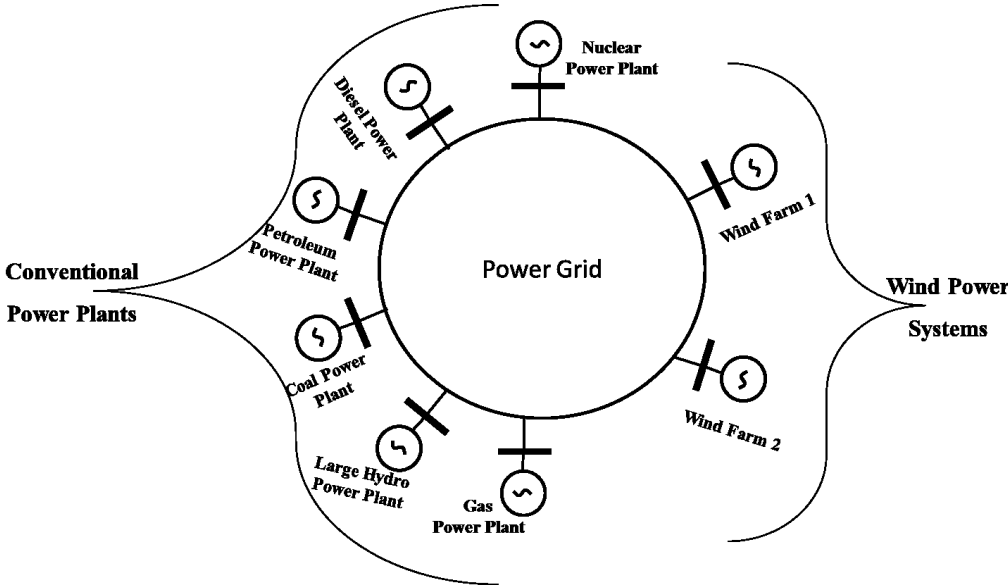 Nuclear
Power Plant
Diesel Power
Plant
Wind Farm 1
Petroleum
Power Plant
Conventional
Power Plants
Power Grid
Wind Power
Systems
Coal Power
Plant
Wind Farm 2
Large Hydro
Power Plant
Gas
Power Plant